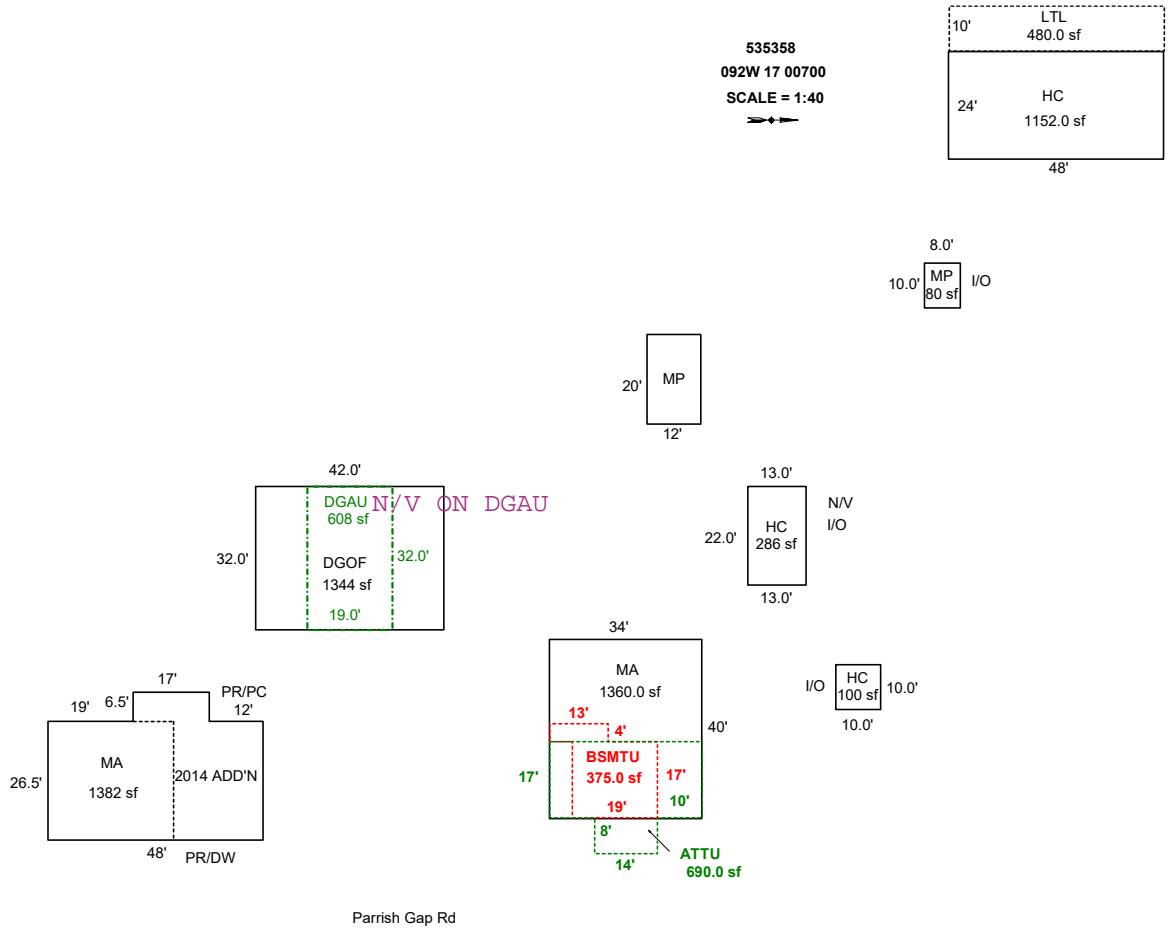 535358
092W 17 00700
SCALE = 1:40
10'
LTL
480.0 sf
24'
HC
1152.0 sf
48'
8.0'
10.0'
MP
80 sf
I/O
20'
MP
12'
42.0'
DGAU
608 sf
N/V ON DGAU
32.0'
32.0'
DGOF
1344 sf
19.0'
13.0'
22.0'
HC
286 sf
N/V
I/O
13.0'
34'
MA
1360.0 sf
40'
13'
4'
BSMTU
375.0 sf
17'
17'
19'
10'
8'
14'
ATTU
690.0 sf
I/O
HC
100 sf
10.0'
10.0'
17'
PR/PC
19'
6.5'
12'
26.5'
MA
1382 sf
2014 ADD'N
48'
PR/DW
Parrish Gap Rd